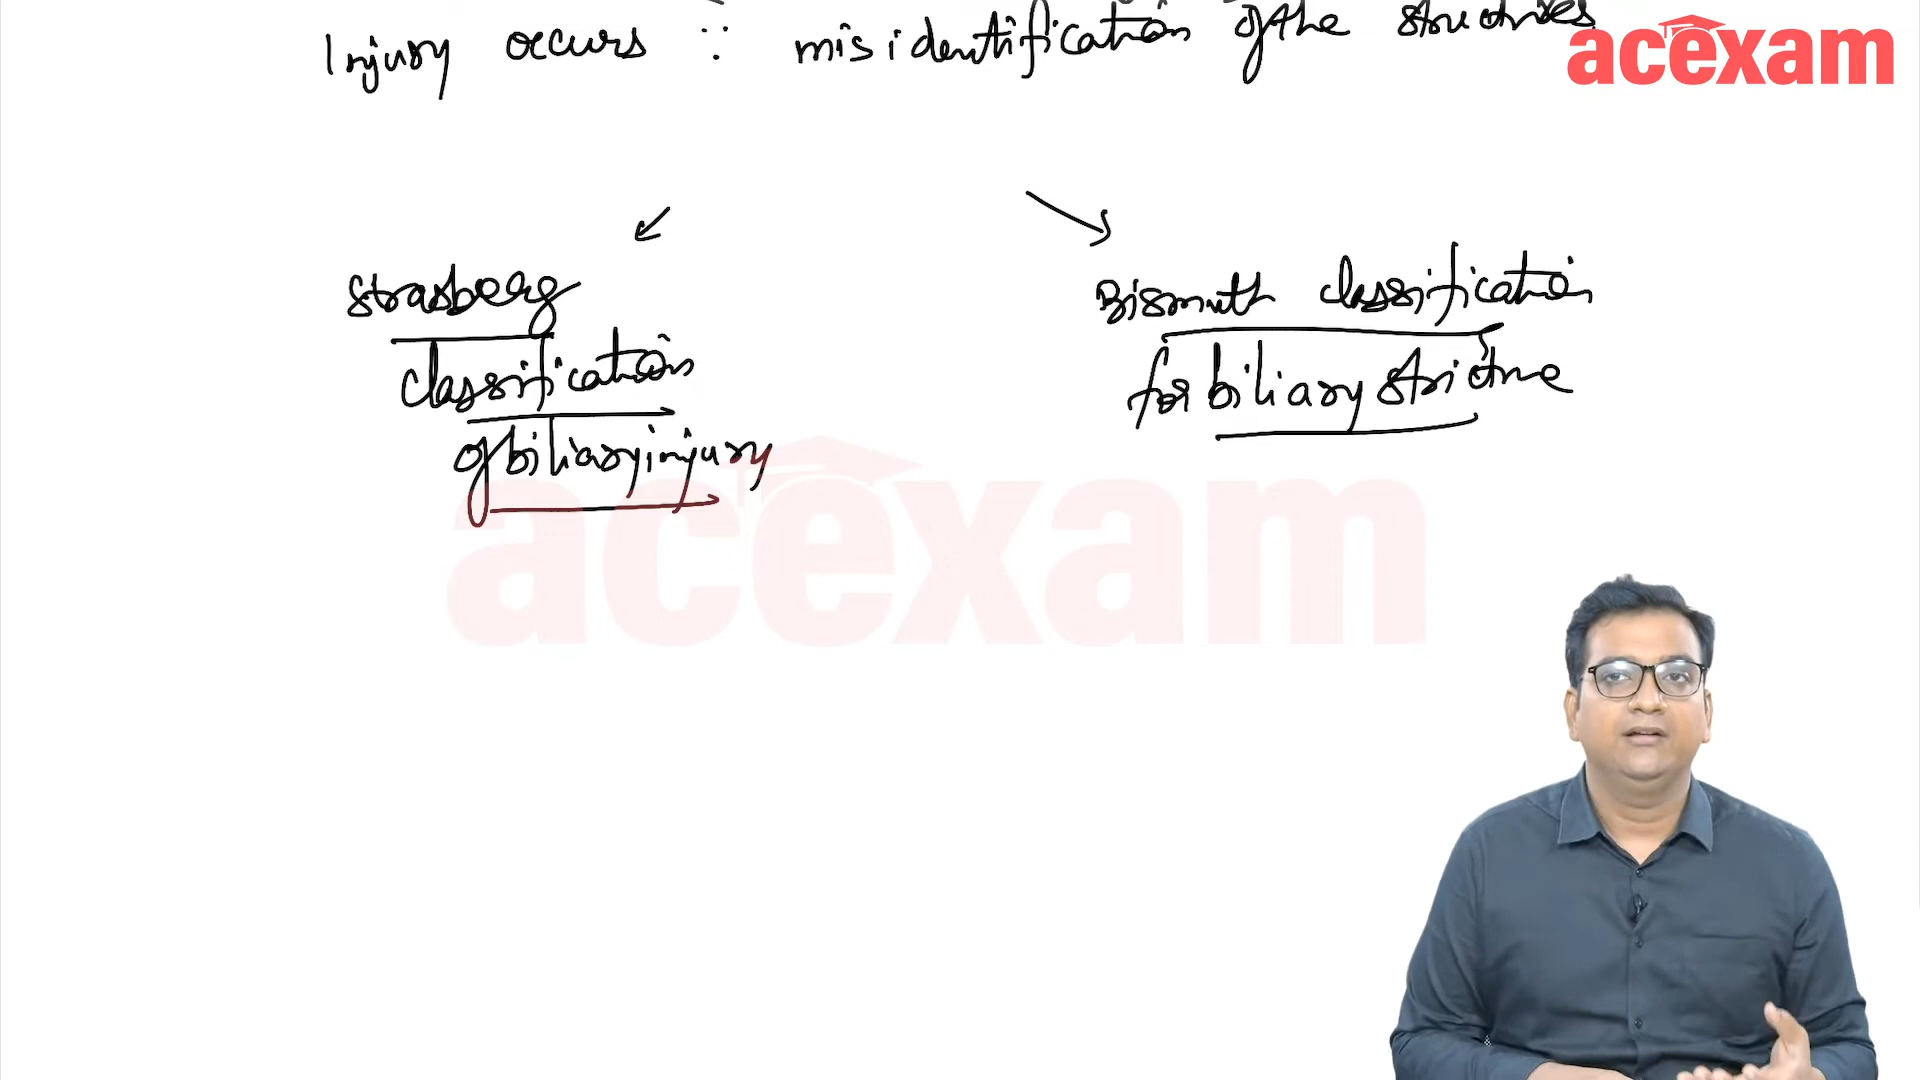 Injury occurs ∵ misidentification of the structures
acexam
strasberg
classification
of biliary injury
Bismuth classification
for biliary stricture
acexam